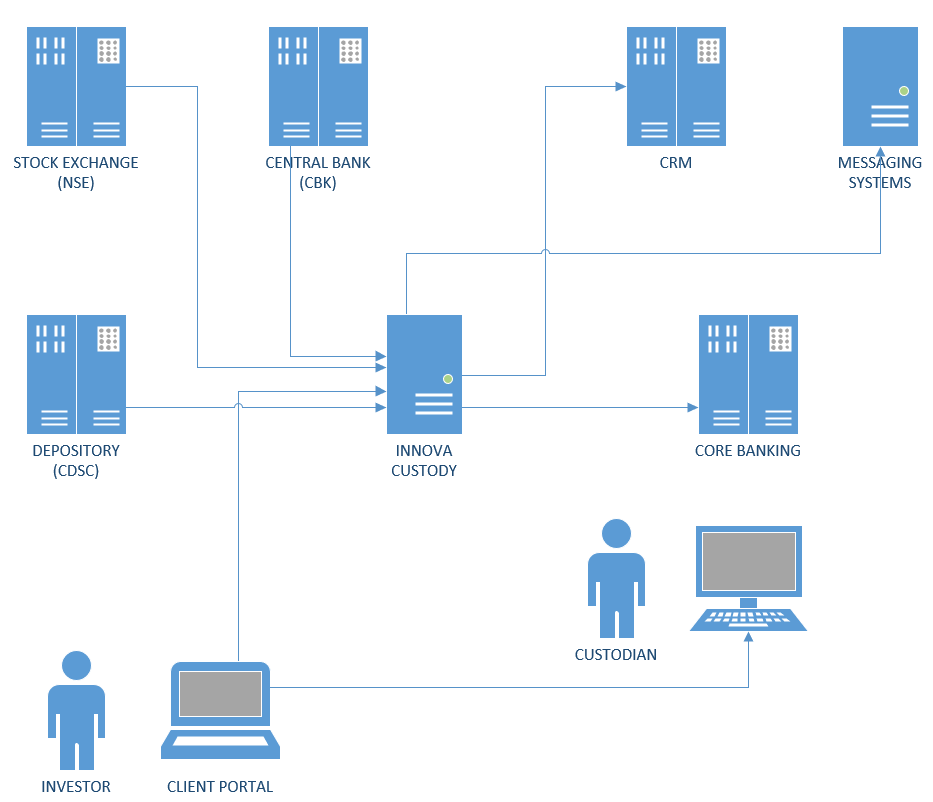 STOCK EXCHANGE
(NSE)
CENTRAL BANK
(CBK)
CRM
MESSAGING
SYSTEMS
DEPOSITORY
(CDSC)
INNOVA
CUSTODY
CORE BANKING
CUSTODIAN
INVESTOR
CLIENT PORTAL